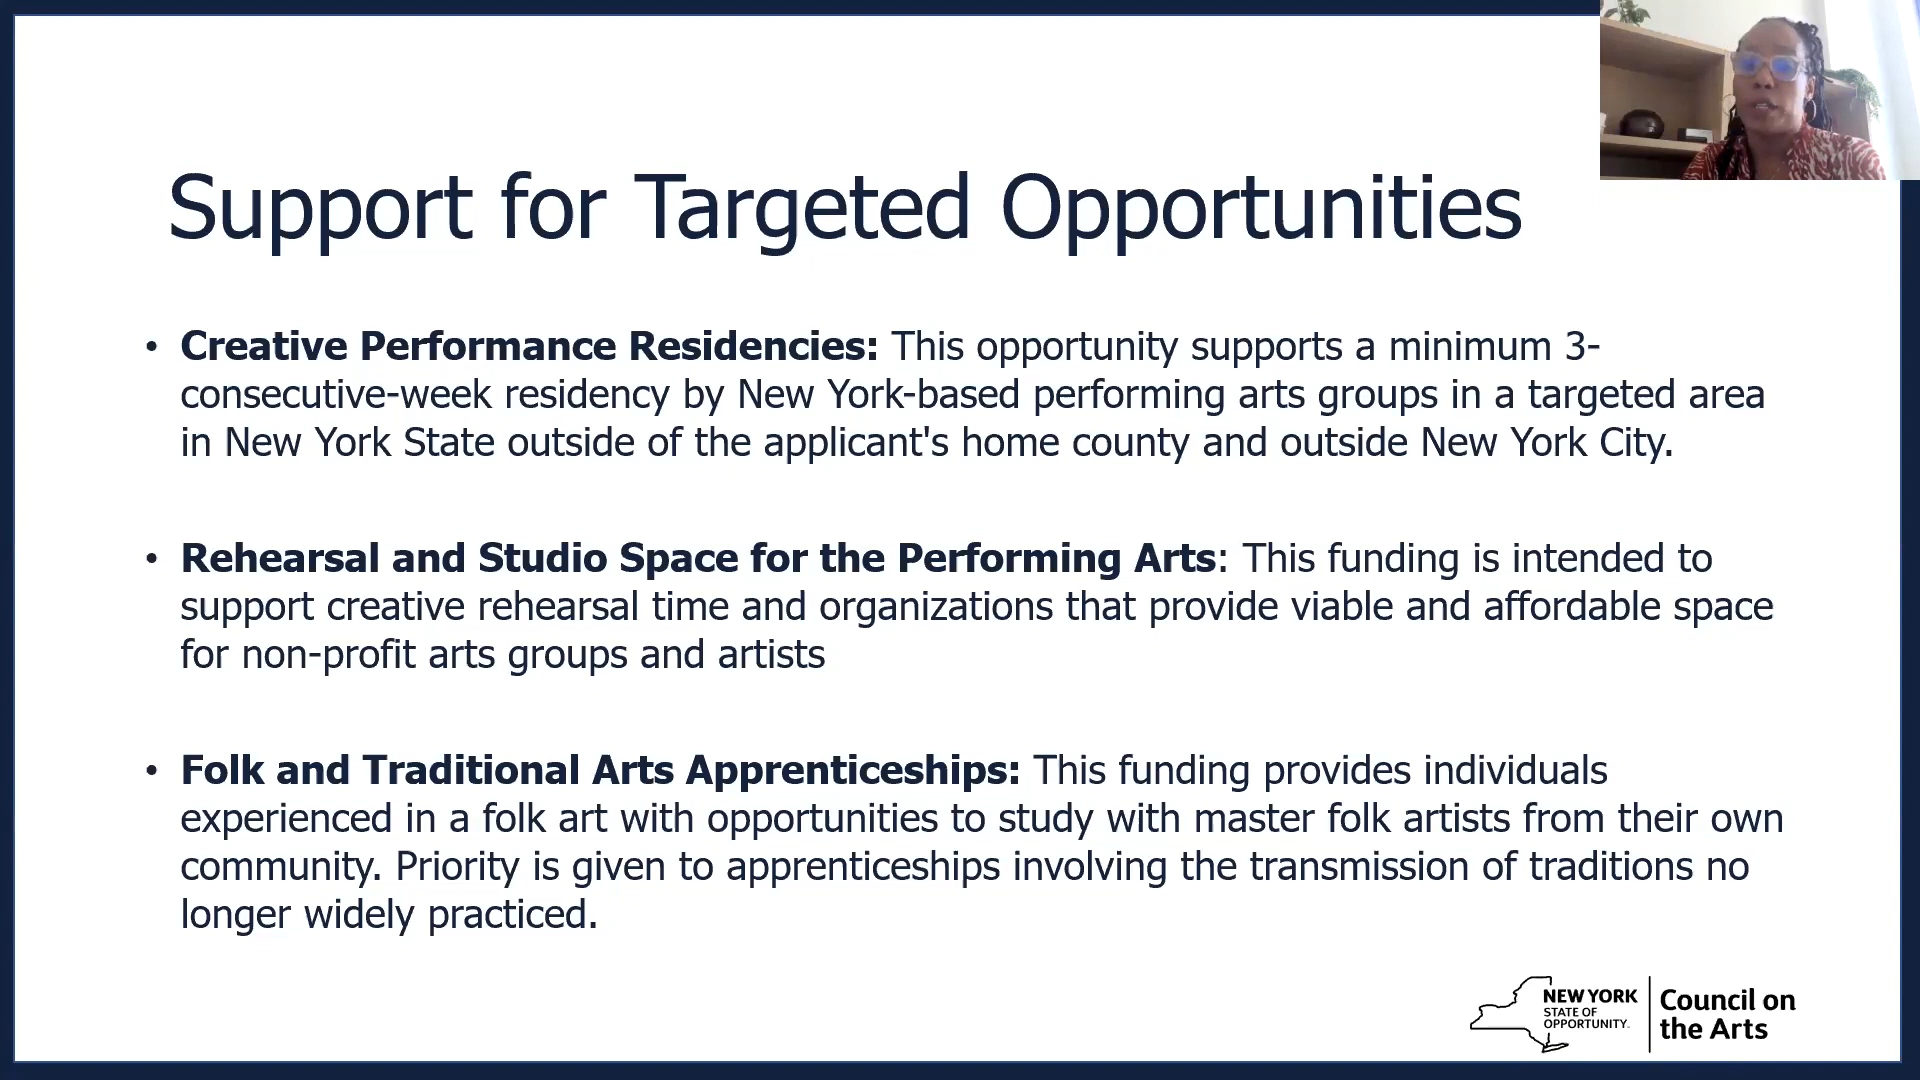 Support for Targeted Opportunities
• Creative Performance Residencies: This opportunity supports a minimum 3-
consecutive-week residency by New York-based performing arts groups in a targeted area
in New York State outside of the applicant's home county and outside New York City.
• Rehearsal and Studio Space for the Performing Arts: This funding is intended to
support creative rehearsal time and organizations that provide viable and affordable space
for non-profit arts groups and artists
• Folk and Traditional Arts Apprenticeships: This funding provides individuals
experienced in a folk art with opportunities to study with master folk artists from their own
community. Priority is given to apprenticeships involving the transmission of traditions no
longer widely practiced.
NEW YORK
STATE OF
OPPORTUNITY.
Council on
the Arts